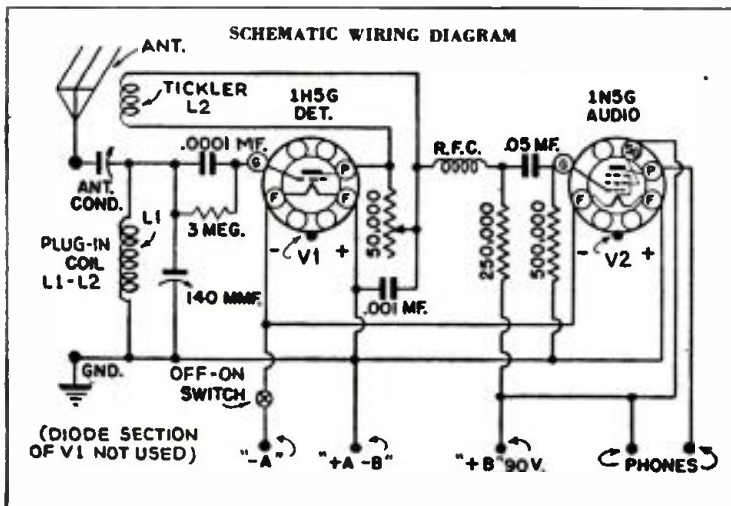 SCHEMATIC WIRING DIAGRAM
ANT.
TICKLER
L2
1H5G
DET.
1N5G
AUDIO
.0001 MF.
R.F.C.
.05 MF.
G
P
F
F
G
SG
P
F
F
ANT.
COND.
L1
3 MEG.
50,000
250,000
500,000
- V1 +
- V2 +
PLUG-IN
COIL
L1-L2
140 MMF.
.001 MF.
GND.
OFF-ON
SWITCH
(DIODE SECTION
OF V1 NOT USED)
"-A"
"+A -B"
"+B" 90 V.
PHONES